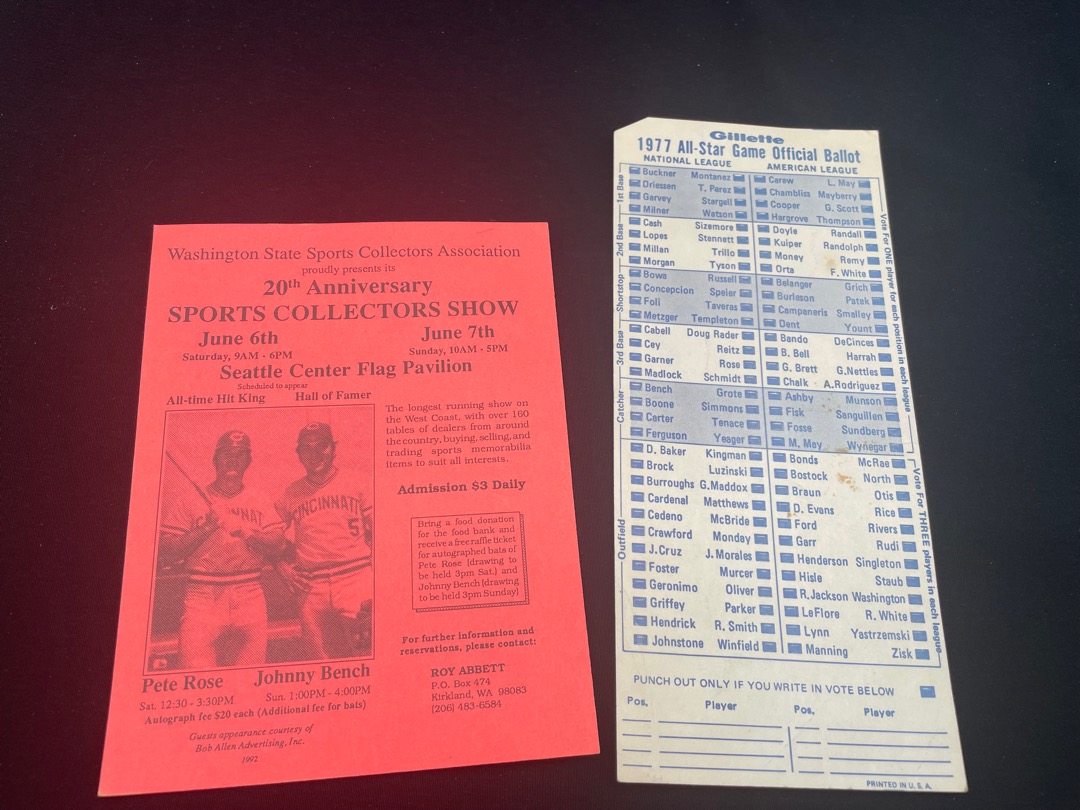 Washington State Sports Collectors Association
proudly presents its
20th Anniversary
SPORTS COLLECTORS SHOW
June 6th
Saturday, 9AM - 6PM
June 7th
Sunday, 10AM - 5PM
Seattle Center Flag Pavilion
Scheduled to appear
All-time Hit King
Hall of Famer
CINCINNATI
5
Pete Rose
Johnny Bench
Sat. 12:30 - 3:30PM
Sun. 1:00PM - 4:00PM
Autograph fee $20 each (Additional fee for bats)
Guests appearance courtesy of
Bob Allen Advertising, Inc.
1992
The longest running show on
the West Coast, with over 160
tables of dealers from around
the country, buying, selling, and
trading sports memorabilia
items to suit all interests.
Admission $3 Daily
Bring a food donation
for the food bank and
receive a free raffle ticket
for autographed bats of
Pete Rose (drawing to
be held 3pm Sat.) and
Johnny Bench (drawing
to be held 3pm Sunday)
For further information and
reservations, please contact:
ROY ABBETT
P.O. Box 474
Kirkland, WA 98083
(206) 483-6584
Gillette
1977 All-Star Game Official Ballot
NATIONAL LEAGUE AMERICAN LEAGUE
1st Base
Buckner Montanez Carew L. May
Driessen T. Perez Chambliss Mayberry
Garvey Stargell Cooper G. Scott
Milner Watson Hargrove Thompson
2nd Base
Cash Sizemore Doyle Randall
Lopes Stennett Kuiper Randolph
Millan Trillo Money Remy
Morgan Tyson Orta F. White
Shortstop
Bowa Russell Belanger Grich
Concepcion Speier Burleson Patek
Foli Taveras Campaneris Smalley
Metzger Templeton Dent Yount
3rd Base
Cabell Doug Rader Bando DeCinces
Cey Reitz B. Bell Harrah
Garner Rose G. Brett G.Nettles
Madlock Schmidt Chalk A.Rodriguez
Catcher
Bench Grote Ashby Munson
Boone Simmons Fisk Sanguillen
Carter Tenace Fosse Sundberg
Ferguson Yeager M. May Wynegar
Outfield
D. Baker Kingman Bonds McRae
Brock Luzinski Bostock North
Burroughs G.Maddox Braun Otis
Cardenal Matthews D. Evans Rice
Cedeno McBride Ford Rivers
Crawford Monday Garr Rudi
J.Cruz J.Morales Henderson Singleton
Foster Murcer Hisle Staub
Geronimo Oliver R.Jackson Washington
Griffey Parker LeFlore R. White
Hendrick R. Smith Lynn Yastrzemski
Johnstone Winfield Manning Zisk
Vote For ONE player for each position in each league
Vote For THREE players in each league
PUNCH OUT ONLY IF YOU WRITE IN VOTE BELOW
Pos. Player Pos. Player
PRINTED IN U. S. A.